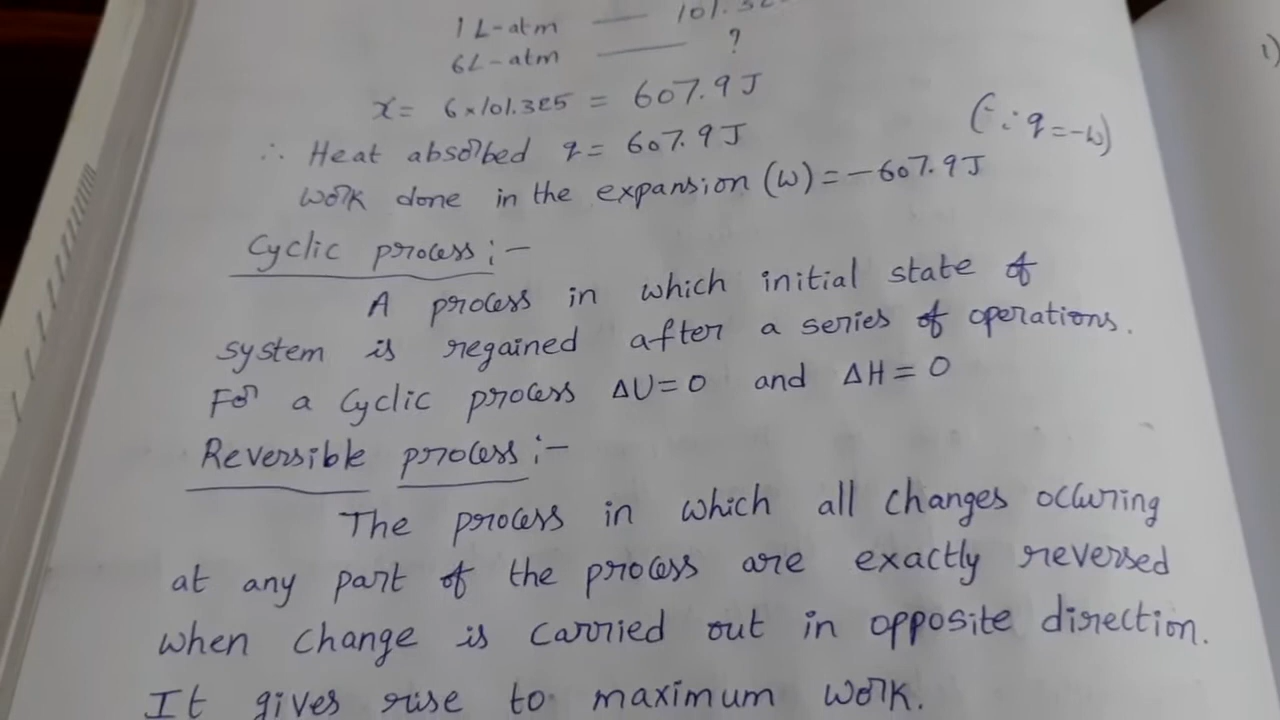 1 L-atm —— 101.32
6L-atm —— ?
x = 6×101.325 = 607.9 J
∴ Heat absorbed q = 607.9 J (∵ q = -w)
Work done in the expansion (W) = -607.9 J
Cyclic process :-
A process in which initial state of
system is regained after a series of operations.
For a cyclic process ΔU=0 and ΔH=0
Reversible process :-
The process in which all changes occuring
at any part of the process are exactly reversed
when change is carried out in opposite direction.
It gives rise to maximum work.
1)